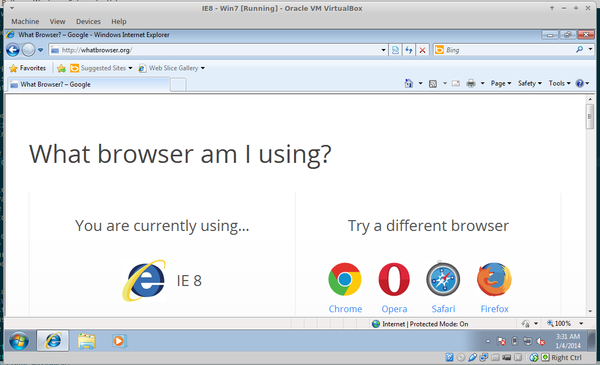 IE8 - Win7 [Running] - Oracle VM VirtualBox
Machine View Devices Help
What Browser? – Google - Windows Internet Explorer
http://whatbrowser.org/
Bing
Favorites Suggested Sites Web Slice Gallery
What Browser? – Google
Page Safety Tools
What browser am I using?
You are currently using...
Try a different browser
IE 8
Chrome Opera Safari Firefox
Internet | Protected Mode: On
100%
3:31 AM
1/4/2014
Right Ctrl